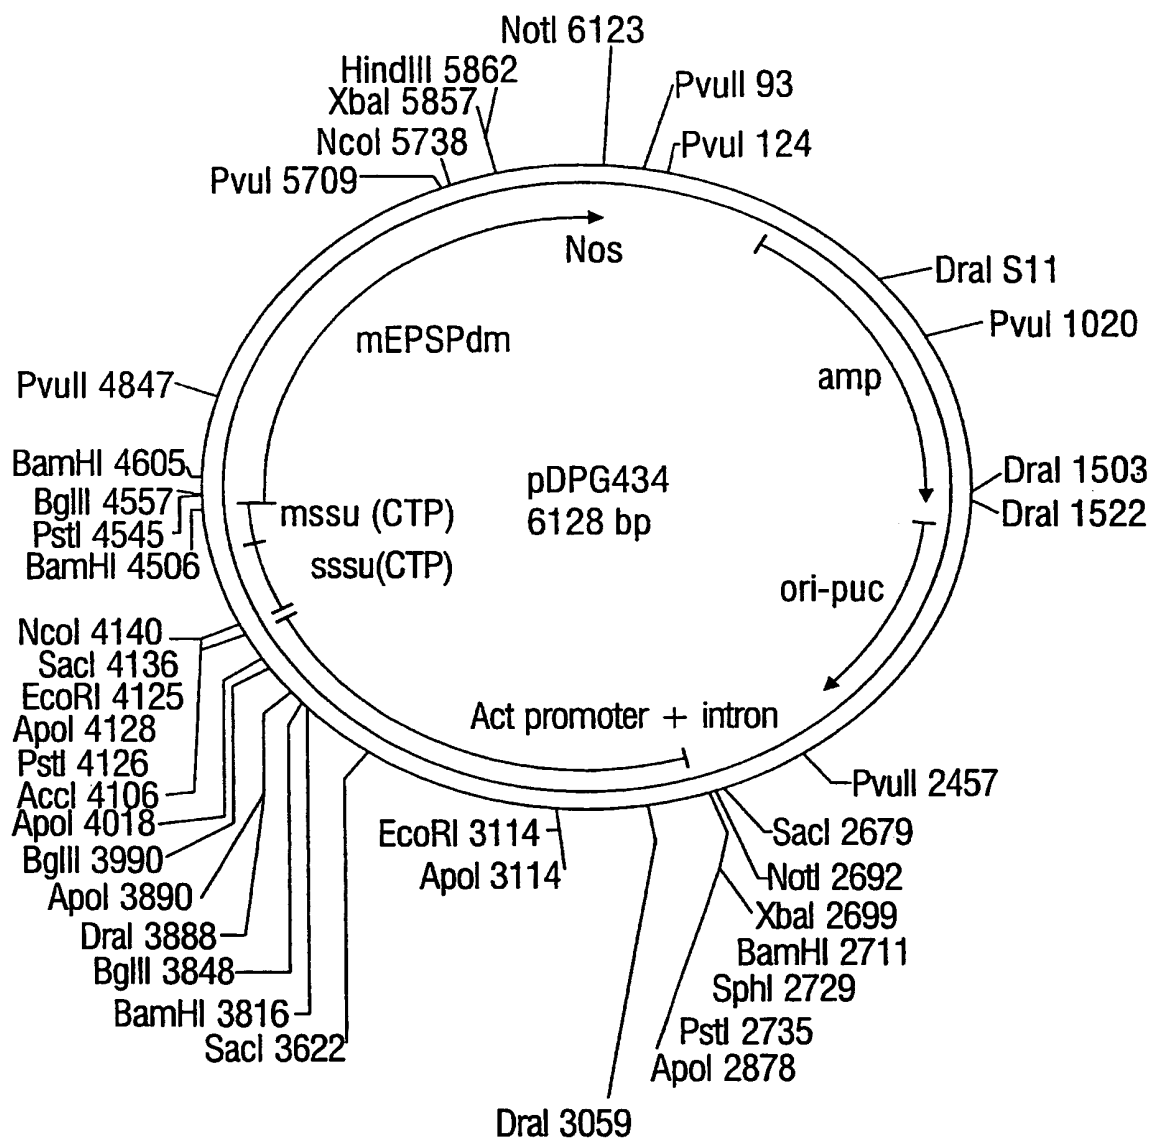 NotI 6123
HindIII 5862
XbaI 5857
NcoI 5738
PvuI 5709
PvuII 93
PvuI 124
DraI S11
PvuI 1020
DraI 1503
DraI 1522
PvuII 2457
SacI 2679
NotI 2692
XbaI 2699
BamHI 2711
SphI 2729
PstI 2735
ApoI 2878
DraI 3059
EcoRI 3114
ApoI 3114
SacI 3622
BamHI 3816
BglII 3848
DraI 3888
ApoI 3890
BglII 3990
ApoI 4018
AccI 4106
PstI 4126
ApoI 4128
EcoRI 4125
SacI 4136
NcoI 4140
BamHI 4506
PstI 4545
BglII 4557
BamHI 4605
PvuII 4847
Nos
mEPSPdm
amp
pDPG434
6128 bp
mssu (CTP)
sssu(CTP)
ori-puc
Act promoter + intron